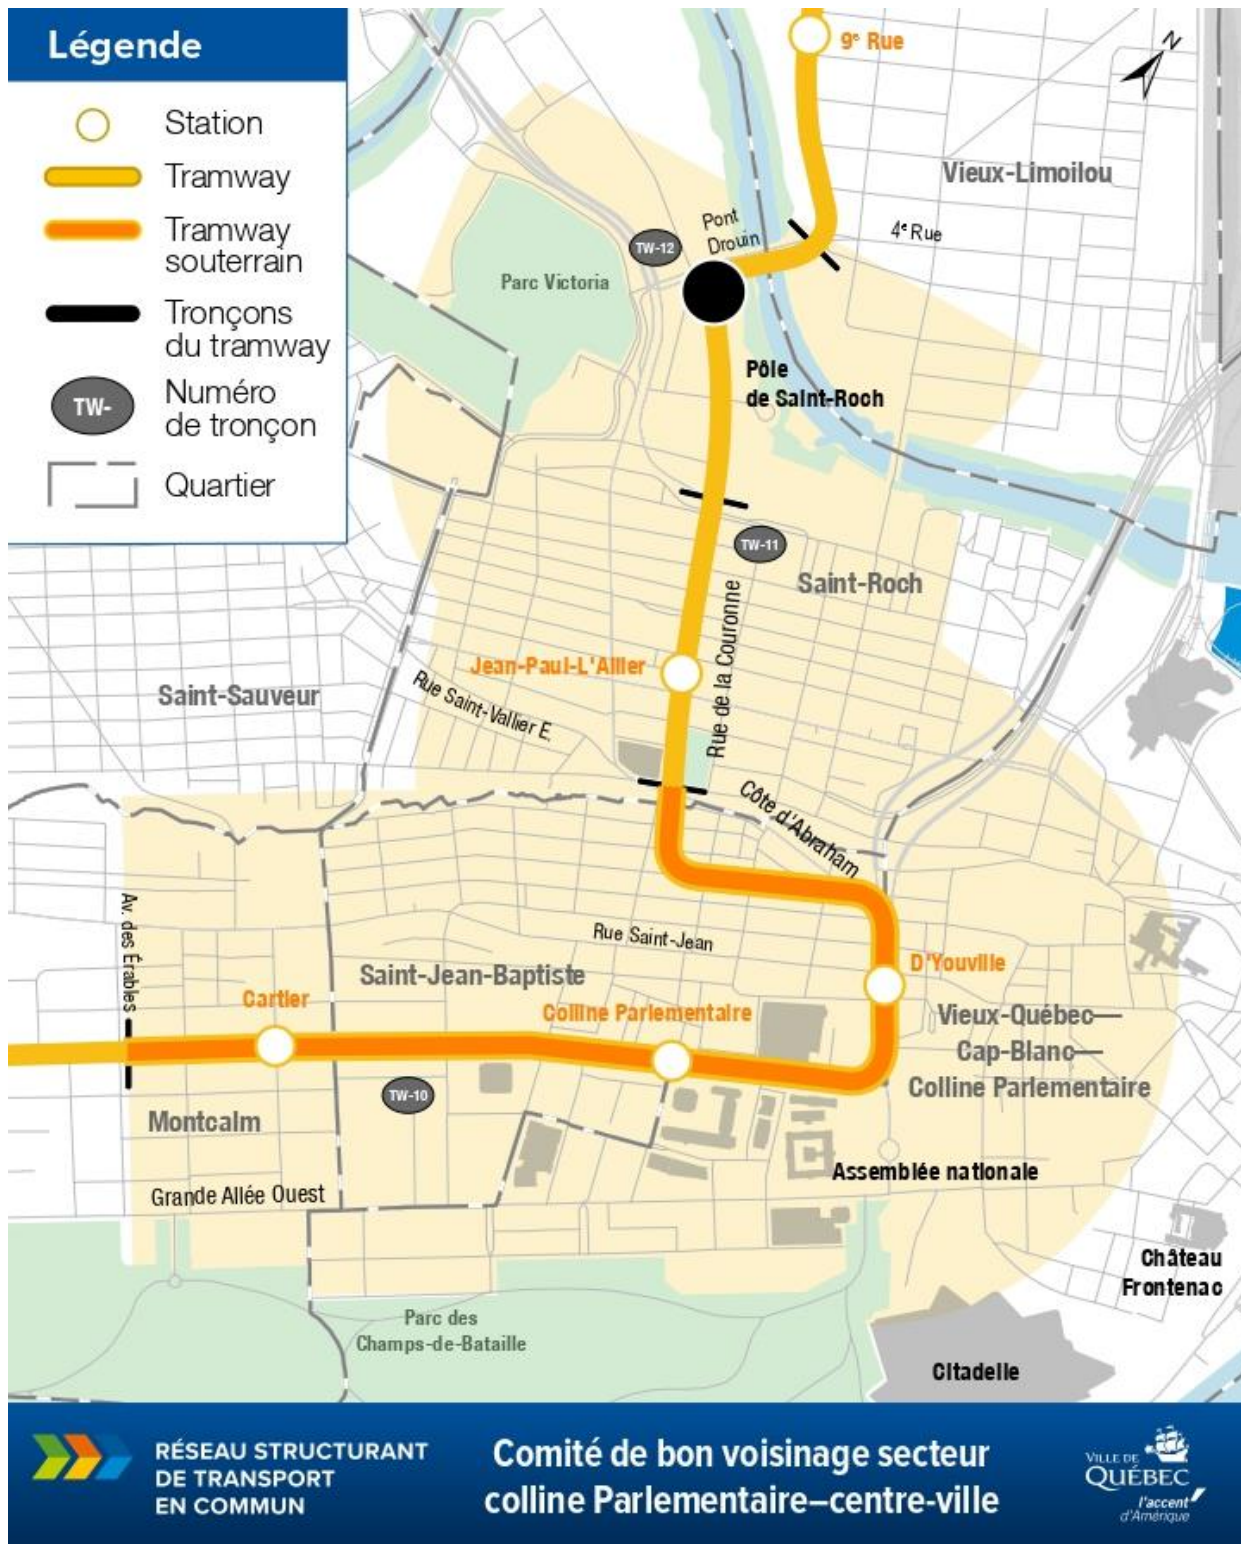 Légende
Station
Tramway
Tramway
souterrain
Tronçons
du tramway
TW-
Numéro
de tronçon
Quartier
9e Rue
N
Vieux-Limoilou
4e Rue
Pont
Drouin
TW-12
Parc Victoria
Pôle
de Saint-Roch
TW-11
Saint-Roch
Rue de la Couronne
Jean-Paul-L'Allier
Rue Saint-Vallier E.
Saint-Sauveur
Côte d'Abraham
Av. des Érables
Rue Saint-Jean
Saint-Jean-Baptiste
D'Youville
Cartier
Colline Parlementaire
Vieux-Québec—
Cap-Blanc—
Colline Parlementaire
TW-10
Montcalm
Assemblée nationale
Grande Allée Ouest
Château
Frontenac
Parc des
Champs-de-Bataille
Citadelle
RÉSEAU STRUCTURANT
DE TRANSPORT
EN COMMUN
Comité de bon voisinage secteur
colline Parlementaire–centre-ville
VILLE DE
QUÉBEC
l'accent
d'Amérique